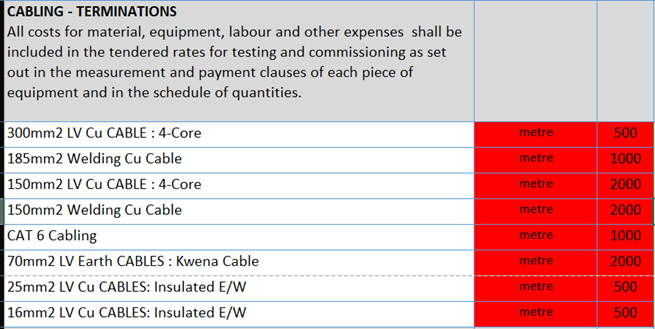 CABLING - TERMINATIONS
All costs for material, equipment, labour and other expenses shall be
included in the tendered rates for testing and commissioning as set
out in the measurement and payment clauses of each piece of
equipment and in the schedule of quantities.
300mm2 LV Cu CABLE : 4-Core metre 500
185mm2 Welding Cu Cable metre 1000
150mm2 LV Cu CABLE : 4-Core metre 2000
150mm2 Welding Cu Cable metre 2000
CAT 6 Cabling metre 1000
70mm2 LV Earth CABLES : Kwena Cable metre 2000
25mm2 LV Cu CABLES: Insulated E/W metre 500
16mm2 LV Cu CABLES: Insulated E/W metre 500